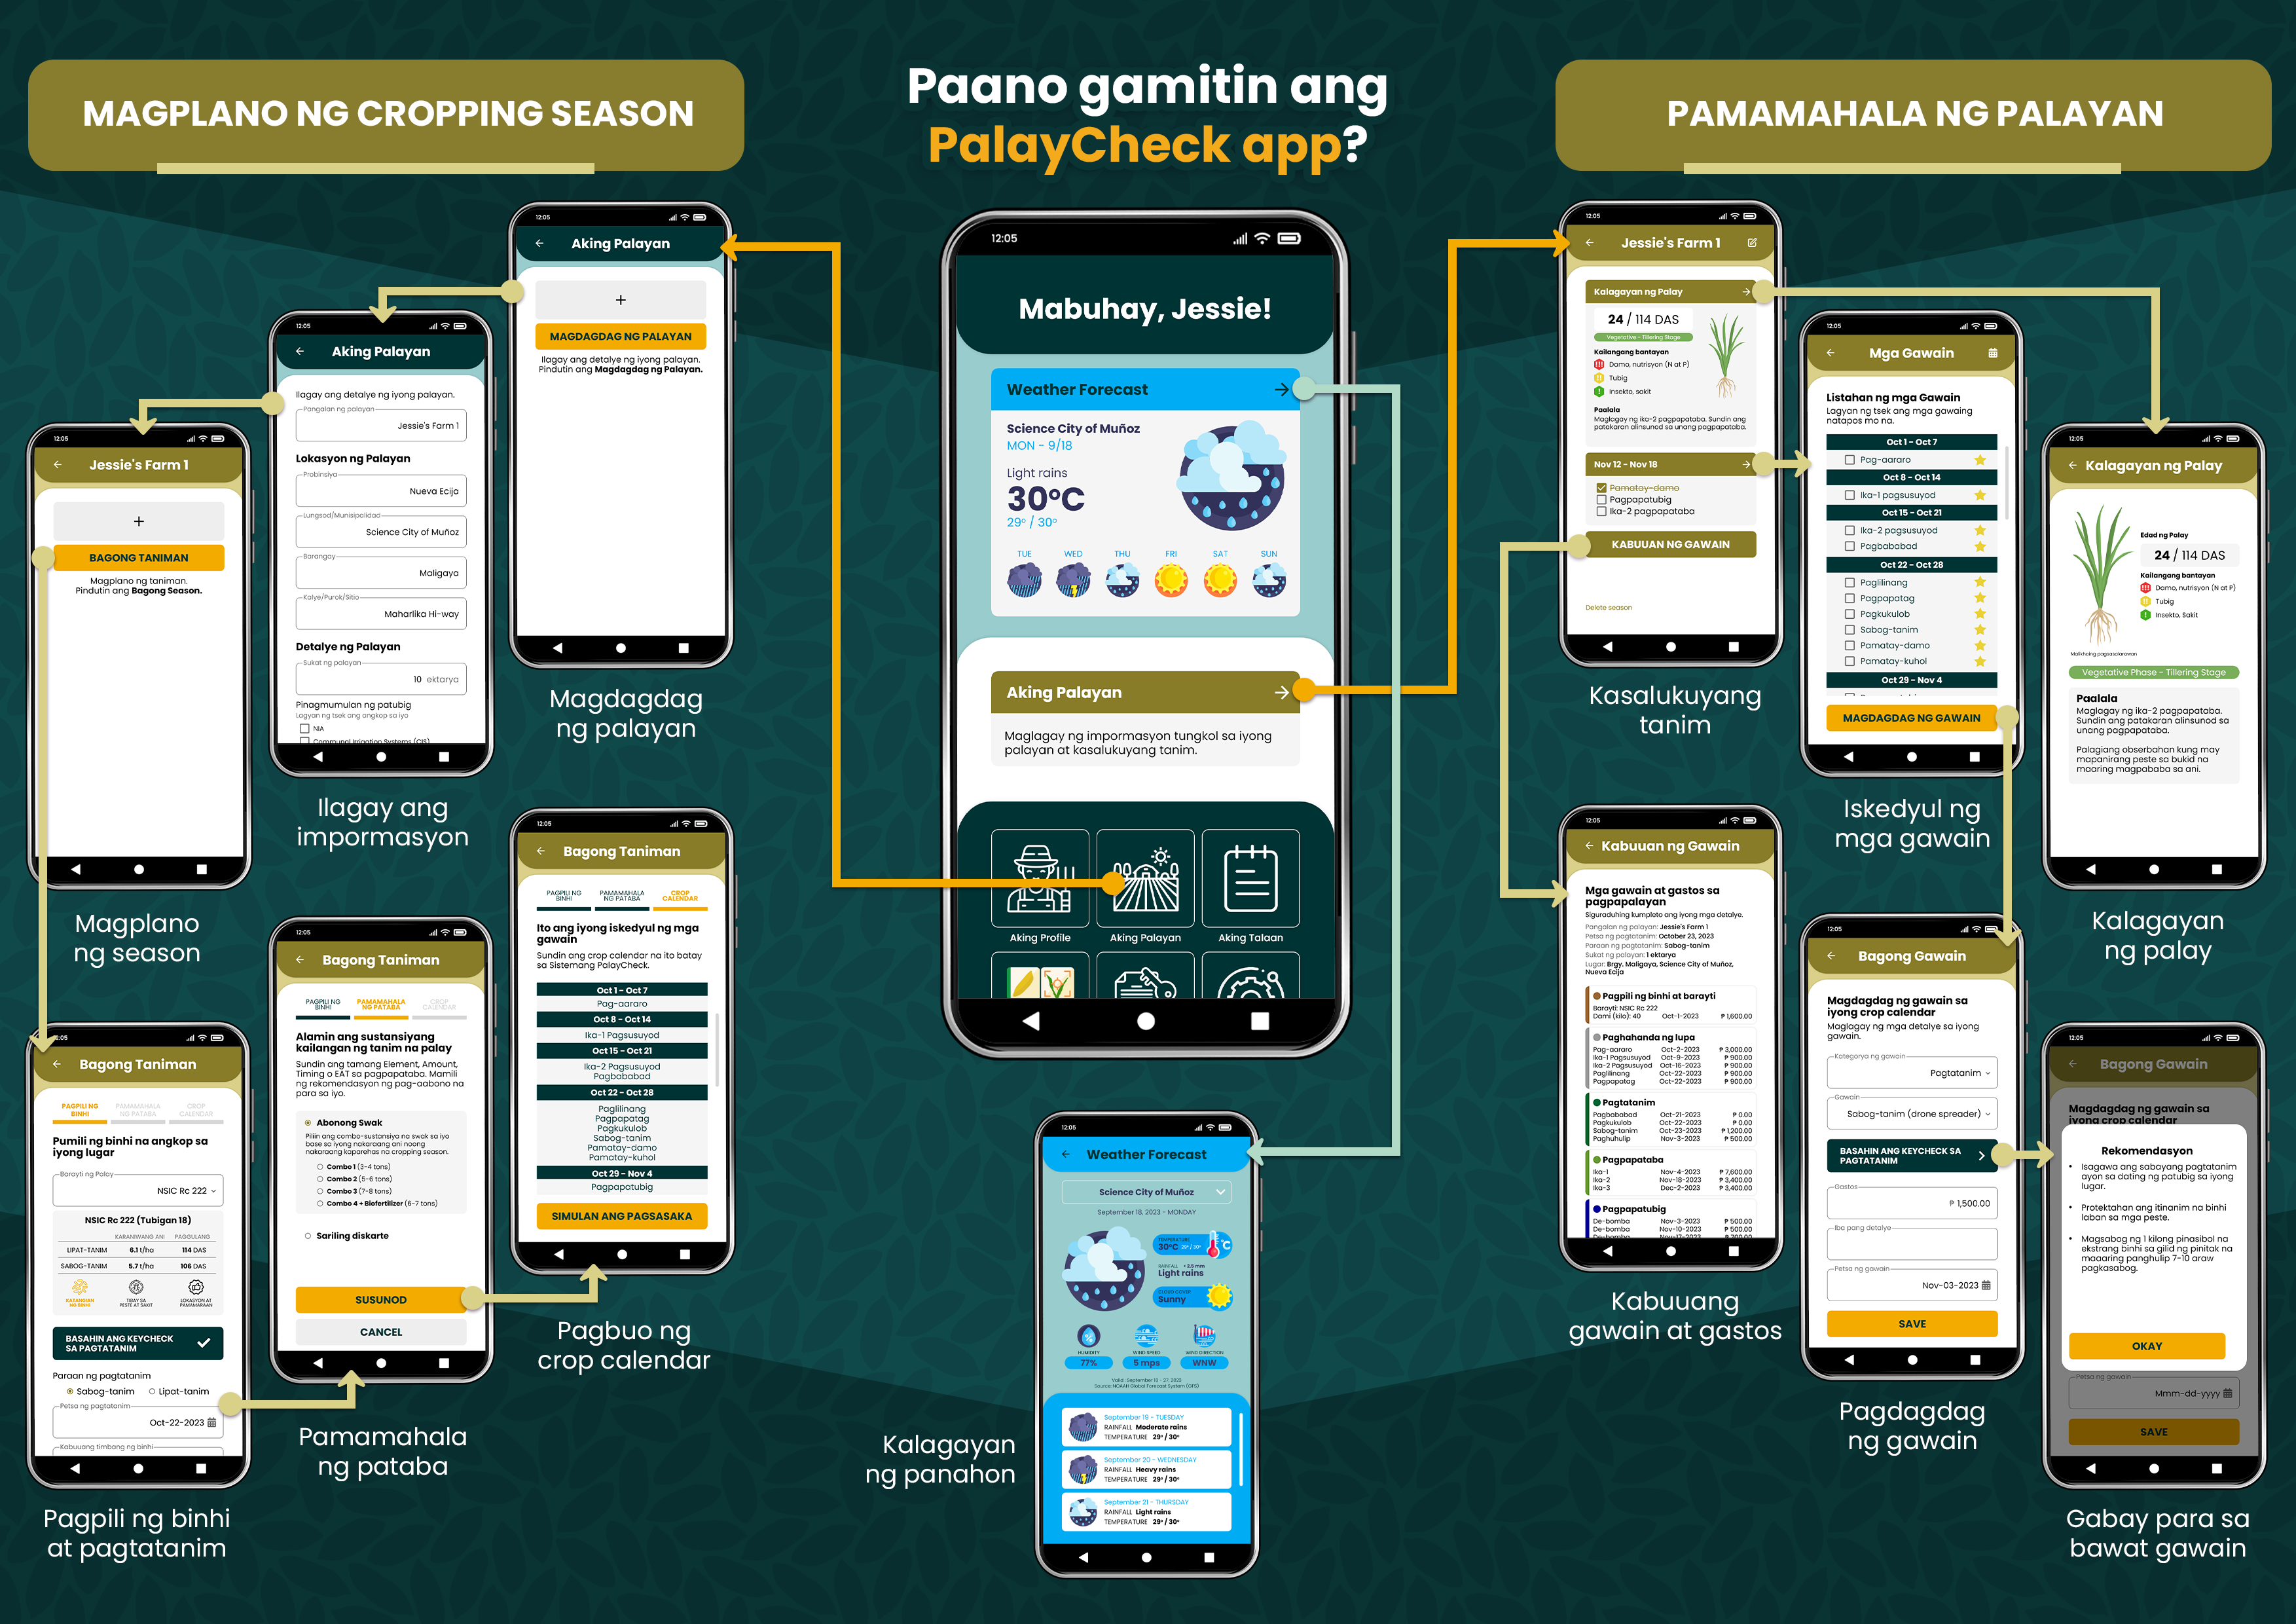 MAGPLANO NG CROPPING SEASON
Paano gamitin ang
PalayCheck app?
PAMAMAHALA NG PALAYAN
12:05
Aking Palayan
+
MAGDAGDAG NG PALAYAN
Ilagay ang detalye ng iyong palayan.
Pindutin ang Magdagdag ng Palayan.
Magdagdag
ng palayan
12:05
Aking Palayan
Ilagay ang detalye ng iyong palayan.
Pangalan ng palayan
Jessie's Farm 1
Lokasyon ng Palayan
Probinsiya
Nueva Ecija
Lungsod/Munisipalidad
Science City of Muñoz
Barangay
Maligaya
Kalye/Purok/Sitio
Maharlika Hi-way
Detalye ng Palayan
Sukat ng palayan
10 ektarya
Pinagmumulan ng patubig
Lagyan ng tsek ang angkop sa iyo
NIA
Communal Irrigation Systems (CIS)
Ilagay ang
impormasyon
12:05
Jessie's Farm 1
+
BAGONG TANIMAN
Magplano ng taniman.
Pindutin ang Bagong Season.
Magplano
ng season
12:05
Bagong Taniman
PAGPILI NG
BINHI
PAMAMAHALA
NG PATABA
CROP
CALENDAR
Pumili ng binhi na angkop sa
iyong lugar
Barayti ng Palay
NSIC Rc 222
NSIC Rc 222 (Tubigan 18)
KARANIWANG ANI PAGGULANG
LIPAT-TANIM 6.1 t/ha 114 DAS
SABOG-TANIM 5.7 t/ha 106 DAS
KATANGIAN
NG BINHI
TIBAY SA
PESTE AT SAKIT
LOKASYON AT
PAMAMARAAN
BASAHIN ANG KEYCHECK
SA PAGTATANIM
Paraan ng pagtatanim
Sabog-tanim Lipat-tanim
Petsa ng pagtatanim
Oct-22-2023
Kabuuang timbang ng binhi
Pagpili ng binhi
at pagtatanim
12:05
Bagong Taniman
PAGPILI NG
BINHI
PAMAMAHALA
NG PATABA
CROP
CALENDAR
Alamin ang sustansiyang
kailangan ng tanim na palay
Sundin ang tamang Element, Amount,
Timing o EAT sa pagpapataba. Mamili
ng rekomendasyon ng pag-aabono na
para sa iyo.
Abonong Swak
Piliin ang combo-sustansiya na swak sa iyo
base sa iyong nakaraang ani noong
nakaraang kaparehas na cropping season.
Combo 1 (3-4 tons)
Combo 2 (5-6 tons)
Combo 3 (7-8 tons)
Combo 4 + Biofertilizer (6-7 tons)
Sariling diskarte
SUSUNOD
CANCEL
Pamamahala
ng pataba
12:05
Bagong Taniman
PAGPILI NG
BINHI
PAMAMAHALA
NG PATABA
CROP
CALENDAR
Ito ang iyong iskedyul ng mga
gawain
Sundin ang crop calendar na ito batay
sa Sistemang PalayCheck.
Oct 1 - Oct 7
Pag-aararo
Oct 8 - Oct 14
Ika-1 Pagsusuyod
Oct 15 - Oct 21
Ika-2 Pagsusuyod
Pagbababad
Oct 22 - Oct 28
Paglilinang
Pagpapatag
Pagkukulob
Sabog-tanim
Pamatay-damo
Pamatay-kuhol
Oct 29 - Nov 4
Pagpapatubig
SIMULAN ANG PAGSASAKA
Pagbuo ng
crop calendar
12:05
Mabuhay, Jessie!
Weather Forecast
Science City of Muñoz
MON - 9/18
Light rains
30°C
29° / 30°
TUE WED THU FRI SAT SUN
Aking Palayan
Maglagay ng impormasyon tungkol sa iyong
palayan at kasalukuyang tanim.
Aking Profile
Aking Palayan
Aking Talaan
12:05
Weather Forecast
Science City of Muñoz
September 18, 2023 - MONDAY
TEMPERATURE
30°C 29° / 30°
°C
RAINFALL < 2.5 mm
Light rains
CLOUD COVER
Sunny
HUMIDITY
WIND SPEED
WIND DIRECTION
77%
5 mps
WNW
Valid: September 18 - 27, 2023
Source: NOAAH Global Forecast System (GFS)
September 19 - TUESDAY
RAINFALL Moderate rains
TEMPERATURE 29° / 30°
September 20 - WEDNESDAY
RAINFALL Heavy rains
TEMPERATURE 29° / 30°
September 21 - THURSDAY
RAINFALL Light rains
TEMPERATURE 29° / 30°
Kalagayan
ng panahon
12:05
Jessie's Farm 1
Kalagayan ng Palay
24 / 114 DAS
Vegetative - Tillering Stage
Kailangang bantayan
Damo, nutrisyon (N at P)
Tubig
Insekto, sakit
Paalala
Maglagay ng ika-2 pagpapataba. Sundin ang
patakaran alinsunod sa unang pagpapataba.
Nov 12 - Nov 18
Pamatay-damo
Pagpapatubig
Ika-2 pagpapataba
KABUUAN NG GAWAIN
Delete season
Kasalukuyang
tanim
12:05
Mga Gawain
Listahan ng mga Gawain
Lagyan ng tsek ang mga gawaing
natapos mo na.
Oct 1 - Oct 7
Pag-aararo
Oct 8 - Oct 14
Ika-1 pagsusuyod
Oct 15 - Oct 21
Ika-2 pagsusuyod
Pagbababad
Oct 22 - Oct 28
Paglilinang
Pagpapatag
Pagkukulob
Sabog-tanim
Pamatay-damo
Pamatay-kuhol
Oct 29 - Nov 4
MAGDAGDAG NG GAWAIN
Iskedyul ng
mga gawain
12:05
Kalagayan ng Palay
Edad ng Palay
24 / 114 DAS
Kailangang bantayan
Damo, nutrisyon (N at P)
Tubig
Insekto, Sakit
Malikhaing pagsasalarawan
Vegetative Phase - Tillering Stage
Paalala
Maglagay ng ika-2 pagpapataba.
Sundin ang patakaran alinsunod sa
unang pagpapataba.
Palagiang obserbahan kung may
mapanirang peste sa bukid na
maaring magpababa sa ani.
Kalagayan
ng palay
12:05
Kabuuan ng Gawain
Mga gawain at gastos sa
pagpapalayan
Siguraduhing kumpleto ang iyong mga detalye.
Pangalan ng palayan: Jessie's Farm 1
Petsa ng pagtatanim: October 23, 2023
Paraan ng pagtatanim: Sabog-tanim
Sukat ng palayan: 1 ektarya
Lugar: Brgy. Maligaya, Science City of Muñoz,
Nueva Ecija
Pagpili ng binhi at barayti
Barayti: NSIC Rc 222
Dami (kilo): 40 Oct-1-2023 ₱ 1,600.00
Paghahanda ng lupa
Pag-aararo Oct-2-2023 ₱ 3,000.00
Ika-1 Pagsusuyod Oct-9-2023 ₱ 900.00
Ika-2 Pagsusuyod Oct-16-2023 ₱ 900.00
Paglilinang Oct-22-2023 ₱ 900.00
Pagpapatag Oct-22-2023 ₱ 900.00
Pagtatanim
Pagbababad Oct-21-2023 ₱ 0.00
Pagkukulob Oct-22-2023 ₱ 0.00
Sabog-tanim Oct-23-2023 ₱ 1,200.00
Paghuhulip Nov-3-2023 ₱ 500.00
Pagpapataba
Ika-1 Nov-4-2023 ₱ 7,600.00
Ika-2 Nov-18-2023 ₱ 3,400.00
Ika-3 Dec-2-2023 ₱ 3,400.00
Pagpapatubig
De-bomba Nov-3-2023 ₱ 500.00
De-bomba Nov-10-2023 ₱ 500.00
De-bomba Nov-17-2023
Kabuuang
gawain at gastos
12:05
Bagong Gawain
Magdagdag ng gawain sa
iyong crop calendar
Maglagay ng mga detalye sa iyong
gawain.
Kategorya ng gawain
Pagtatanim
Gawain
Sabog-tanim (drone spreader)
BASAHIN ANG KEYCHECK SA
PAGTATANIM
Gastos
₱ 1,500.00
Iba pang detalye
Petsa ng gawain
Nov-03-2023
SAVE
Pagdagdag
ng gawain
12:05
Bagong Gawain
Magdagdag ng gawain sa
iyong crop calendar
Rekomendasyon
Isagawa ang sabayang pagtatanim
ayon sa dating ng patubig sa iyong
lugar.
Protektahan ang itinanim na binhi
laban sa mga peste.
Magsabog ng 1 kilong pinasibol na
ekstrang binhi sa gilid ng pinitak na
maaaring panghulip 7-10 araw
pagkasabog.
OKAY
Petsa ng gawain
Mmm-dd-yyyy
SAVE
Gabay para sa
bawat gawain